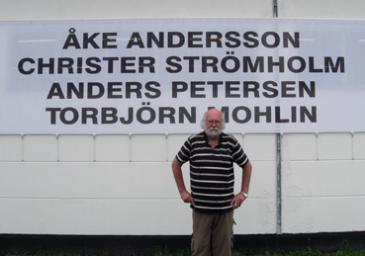 ÅKE ANDERSSON
CHRISTER STRÖMHOLM
ANDERS PETERSEN
TORBJÖRN MOHLIN